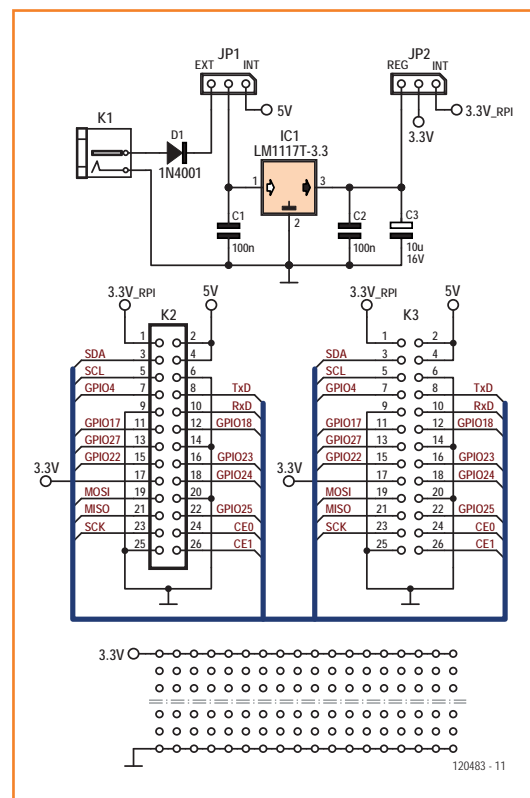 JP1
EXT INT
5V
JP2
REG INT
3.3V_RPI
3.3V
K1
D1
1N4001
IC1
LM1117T-3.3
1
3
2
C1
100n
C2
100n
C3
10u
16V
3.3V_RPI
K2
5V
1 2
SDA 3 4
SCL 5 6
GPIO4 7 8 TxD
9 10 RxD
GPIO17 11 12 GPIO18
GPIO27 13 14
GPIO22 15 16 GPIO23
3.3V 17 18 GPIO24
MOSI 19 20
MISO 21 22 GPIO25
SCK 23 24 CE0
25 26 CE1
3.3V_RPI
K3
5V
1 2
SDA 3 4
SCL 5 6
GPIO4 7 8 TxD
9 10 RxD
GPIO17 11 12 GPIO18
GPIO27 13 14
GPIO22 15 16 GPIO23
3.3V 17 18 GPIO24
MOSI 19 20
MISO 21 22 GPIO25
SCK 23 24 CE0
25 26 CE1
3.3V
120483 - 11